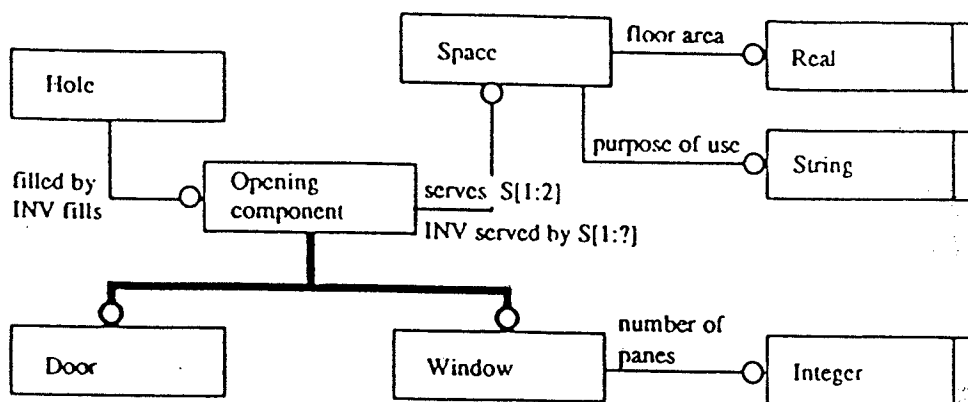 Space
floor area
Real
Hole
purpose of use
String
filled by
INV fills
Opening
component
serves S[1:2]
INV served by S[1:?]
Door
Window
number of
panes
Integer